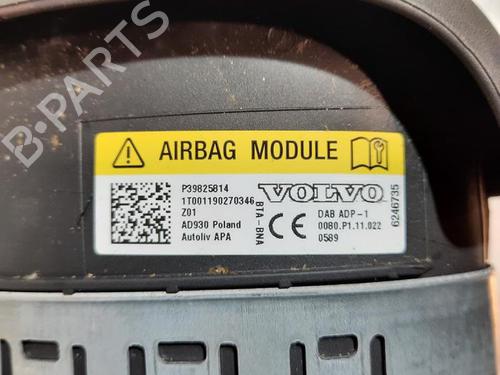 B-PARTS
AIRBAG MODULE
P39825814
1T001190270346
Z01
AD930 Poland
Autoliv APA
BTA-BNA
VOLVO
CE
DAB ADP-1
0080.P1.11.022
0589
6246735